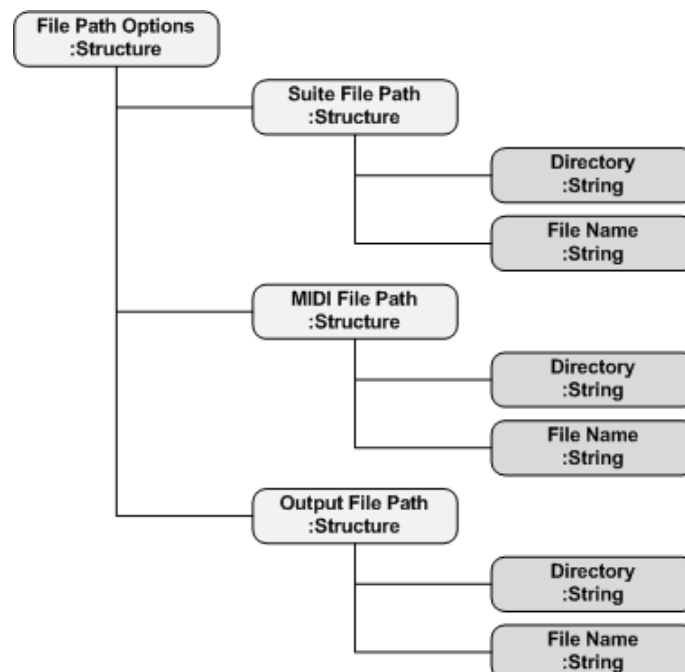 File Path Options
:Structure
Suite File Path
:Structure
Directory
:String
File Name
:String
MIDI File Path
:Structure
Directory
:String
File Name
:String
Output File Path
:Structure
Directory
:String
File Name
:String